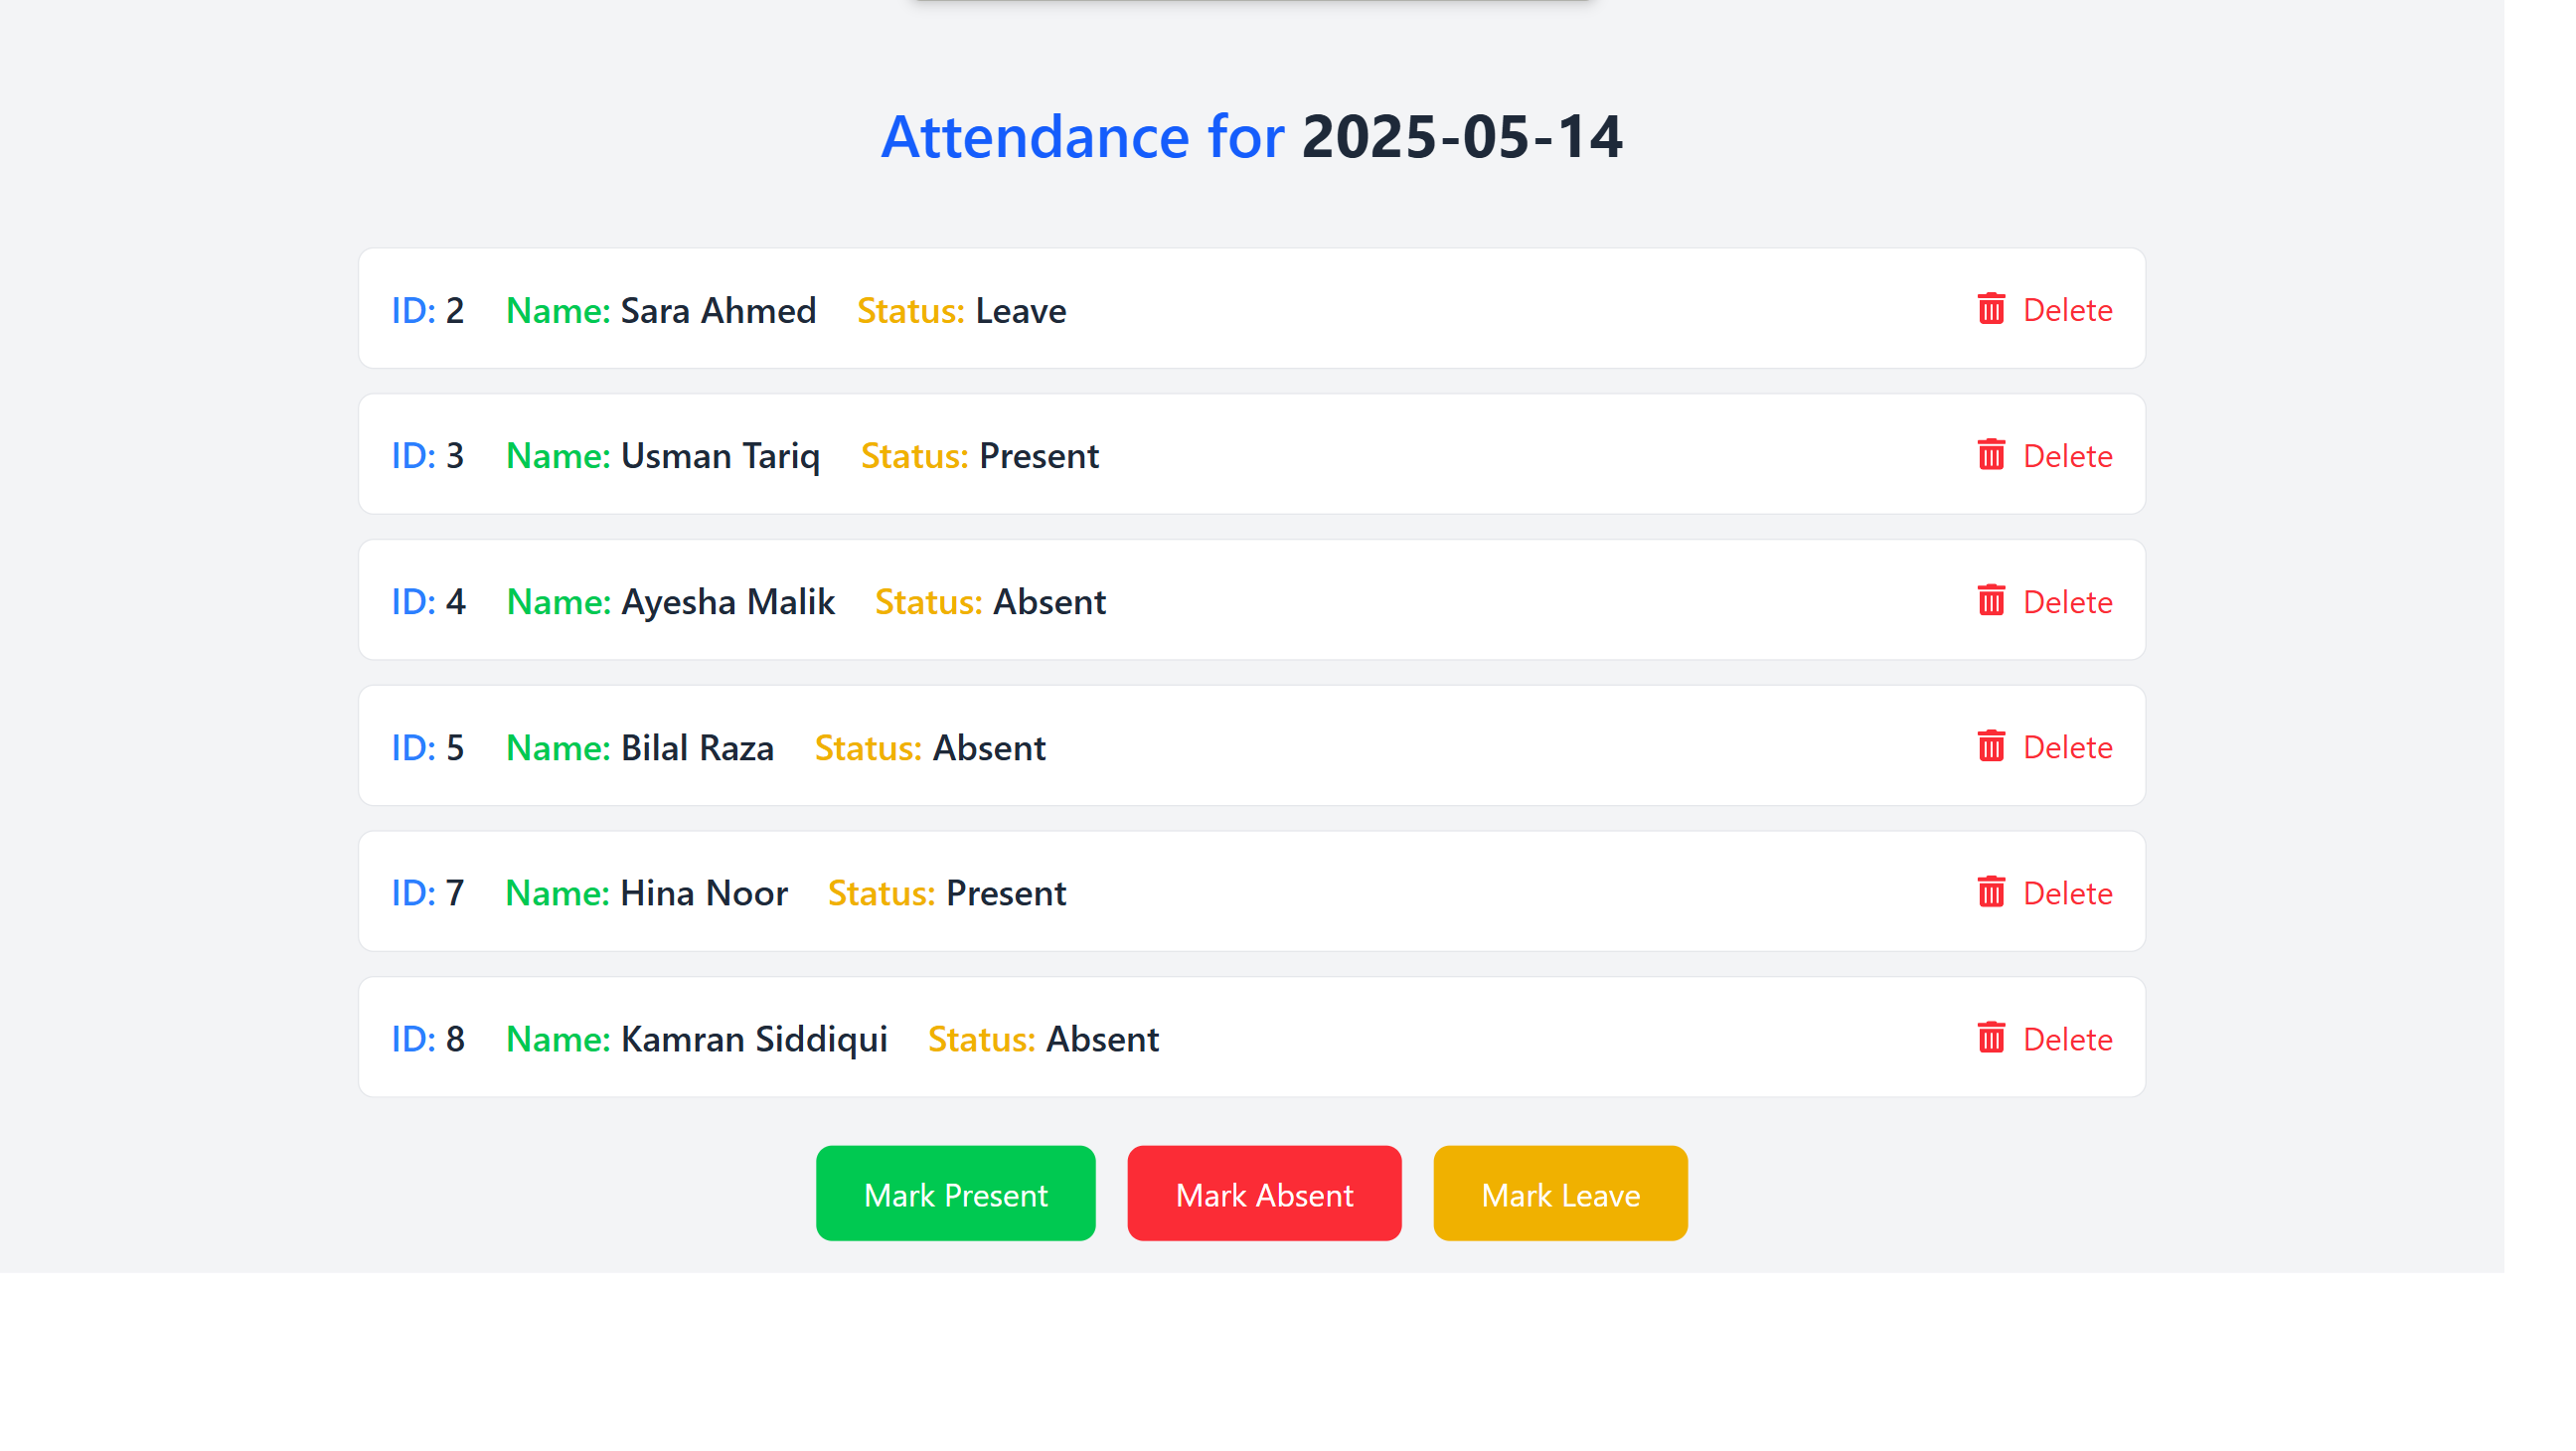 Attendance for 2025-05-14
ID: 2 Name: Sara Ahmed Status: Leave Delete
ID: 3 Name: Usman Tariq Status: Present Delete
ID: 4 Name: Ayesha Malik Status: Absent Delete
ID: 5 Name: Bilal Raza Status: Absent Delete
ID: 7 Name: Hina Noor Status: Present Delete
ID: 8 Name: Kamran Siddiqui Status: Absent Delete
Mark Present Mark Absent Mark Leave